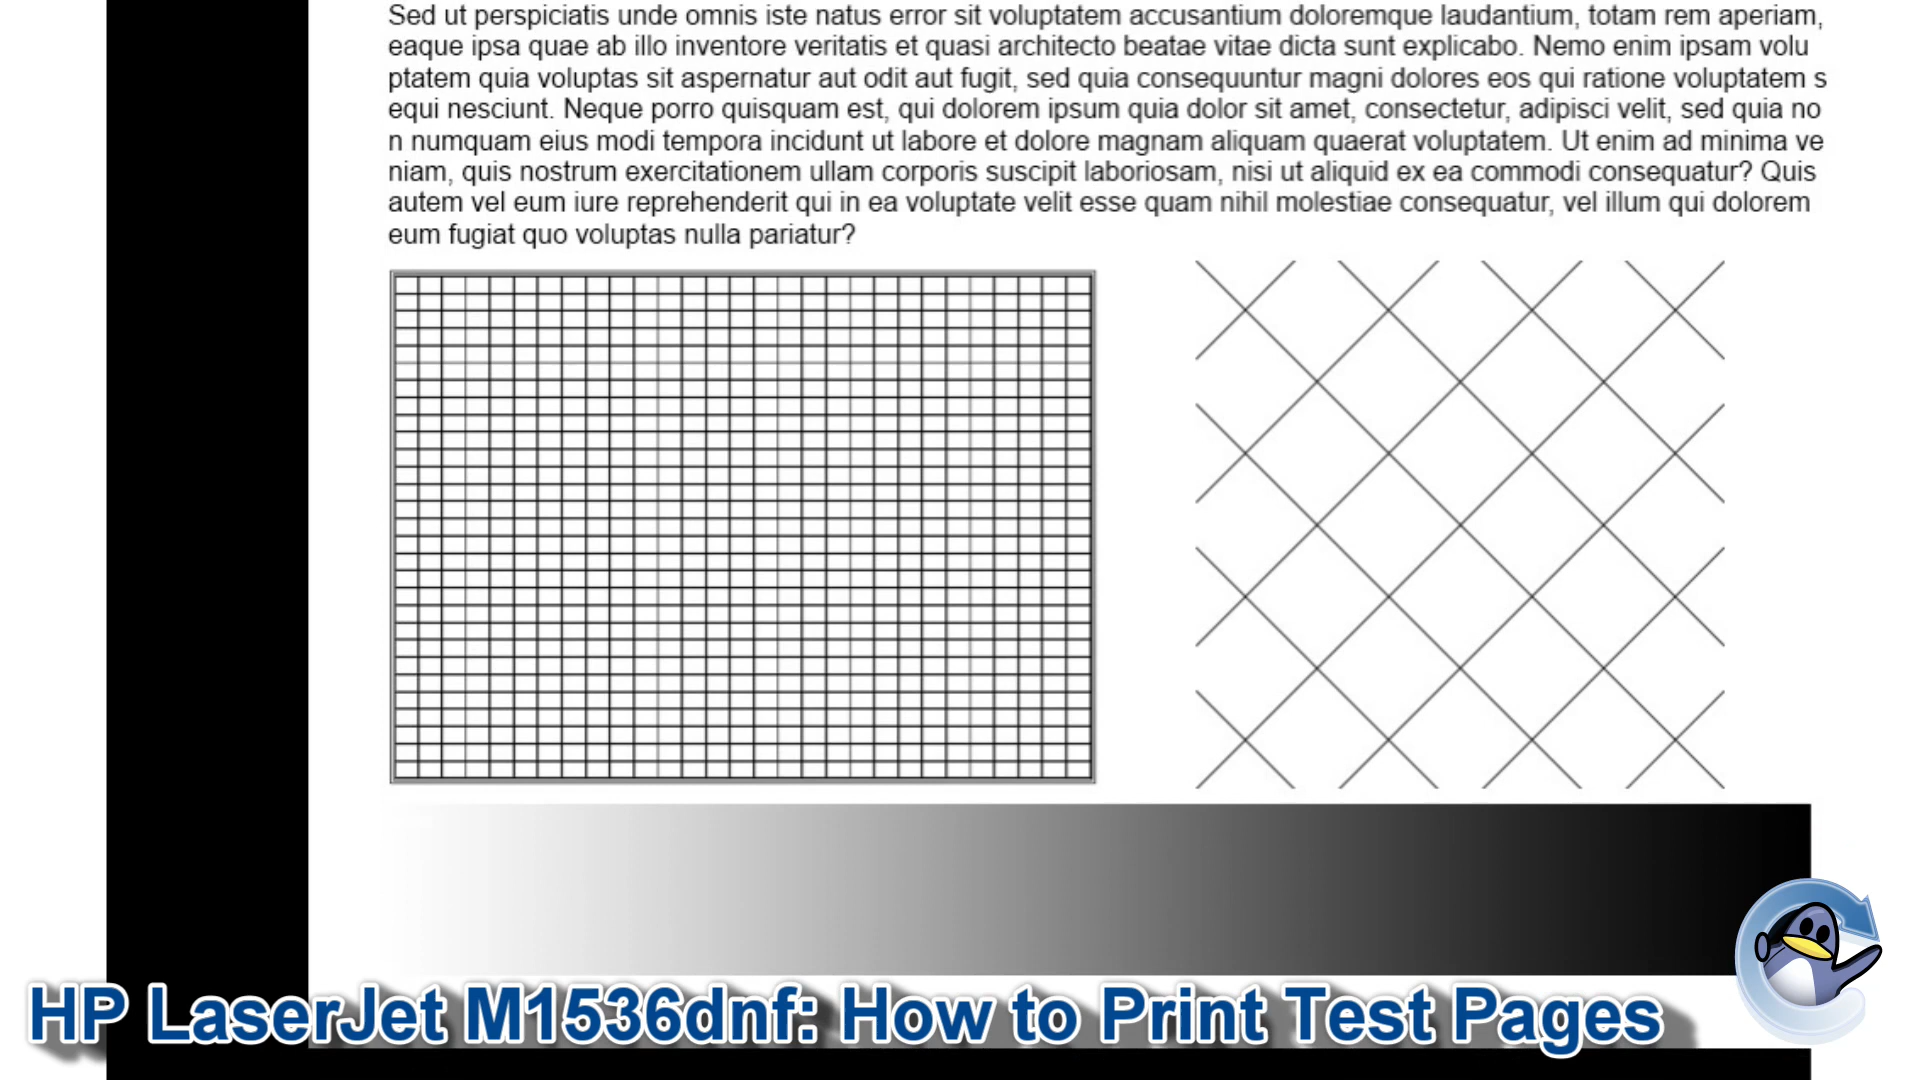 Sed ut perspiciatis unde omnis iste natus error sit voluptatem accusantium doloremque laudantium, totam rem aperiam,
eaque ipsa quae ab illo inventore veritatis et quasi architecto beatae vitae dicta sunt explicabo. Nemo enim ipsam volu
ptatem quia voluptas sit aspernatur aut odit aut fugit, sed quia consequuntur magni dolores eos qui ratione voluptatem s
equi nesciunt. Neque porro quisquam est, qui dolorem ipsum quia dolor sit amet, consectetur, adipisci velit, sed quia no
n numquam eius modi tempora incidunt ut labore et dolore magnam aliquam quaerat voluptatem. Ut enim ad minima ve
niam, quis nostrum exercitationem ullam corporis suscipit laboriosam, nisi ut aliquid ex ea commodi consequatur? Quis
autem vel eum iure reprehenderit qui in ea voluptate velit esse quam nihil molestiae consequatur, vel illum qui dolorem
eum fugiat quo voluptas nulla pariatur?
HP LaserJet M1536dnf: How to Print Test Pages